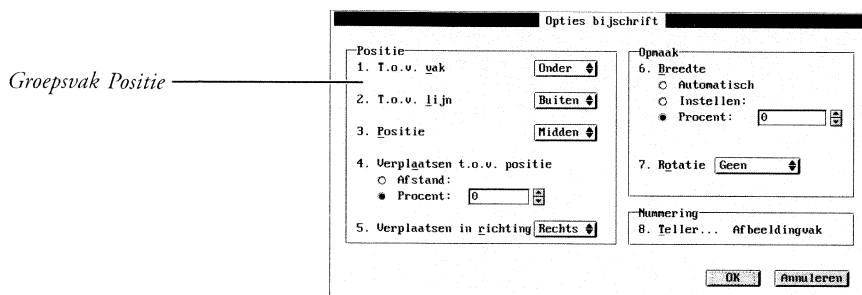 Groepsvak Positie
Opties bijschrift
Positie
1. T.o.v. vak Onder
2. T.o.v. lijn Buiten
3. Positie Midden
4. Verplaatsen t.o.v. positie
Afstand:
Procent: 0
5. Verplaatsen in richting Rechts
Opmaak
6. Breedte
Automatisch
Instellen:
Procent: 0
7. Rotatie Geen
Nummering
8. Teller... Afbeeldingvak
OK Annuleren